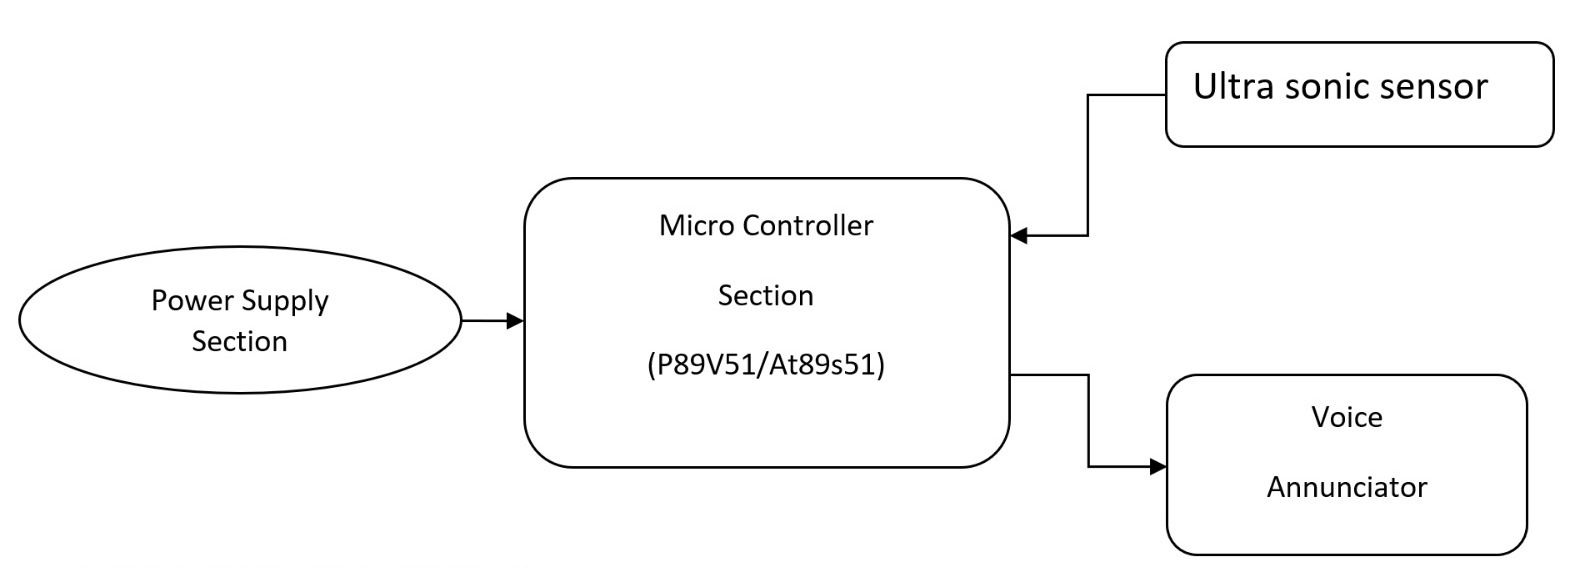 Ultra sonic sensor
Micro Controller
Section
(P89V51/At89s51)
Power Supply
Section
Voice
Annunciator